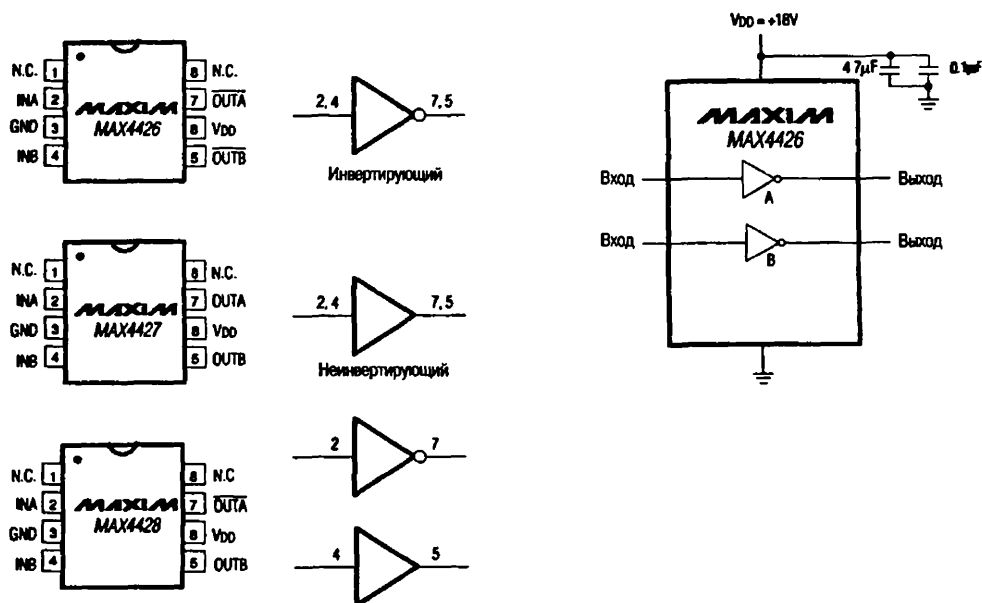 N.C. 1
8 N.C.
INA 2
7 OUTA
GND 3
8 VDD
INB 4
5 OUTB
MAXIM
MAX4426
2, 4
7, 5
Инвертирующий
N.C. 1
8 N.C.
INA 2
7 OUTA
GND 3
8 VDD
INB 4
5 OUTB
MAXIM
MAX4427
2, 4
7, 5
Неинвертирующий
N.C. 1
8 N.C
INA 2
7 OUTA
GND 3
8 VDD
INB 4
5 OUTB
MAXIM
MAX4428
2
7
4
5
VDD = +18V
4 7µF
0.1µF
MAXIM
MAX4426
Вход
A
Выход
Вход
B
Выход